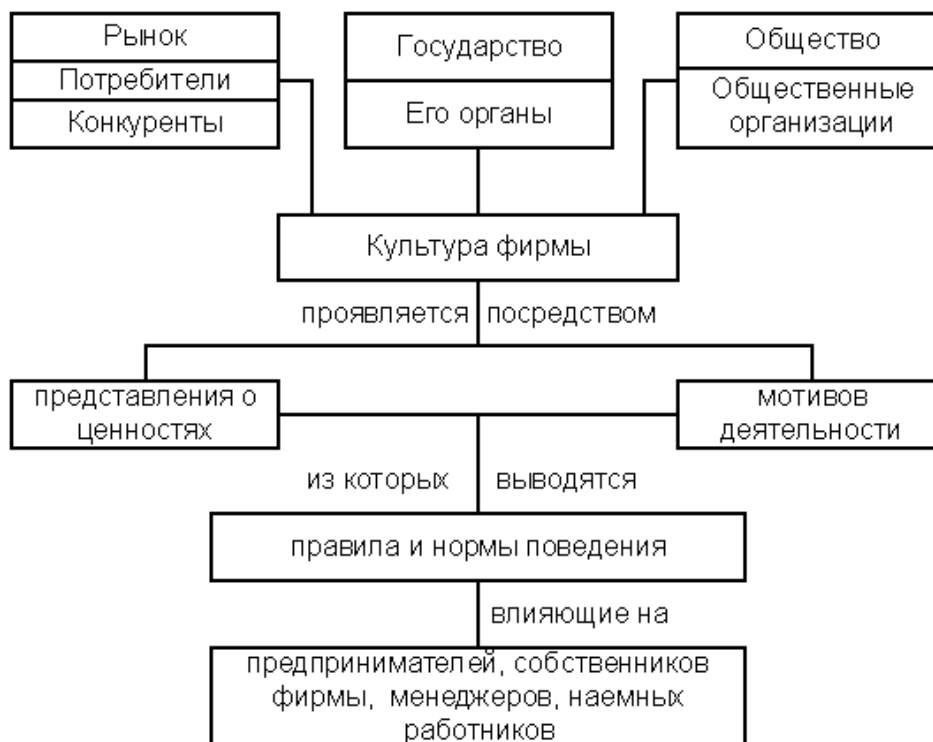 Рынок
Потребители
Конкуренты
Государство
Его органы
Общество
Общественные
организации
Культура фирмы
проявляется посредством
представления о
ценностях
мотивов
деятельности
из которых выводятся
правила и нормы поведения
влияющие на
предпринимателей, собственников
фирмы, менеджеров, наемных
работников